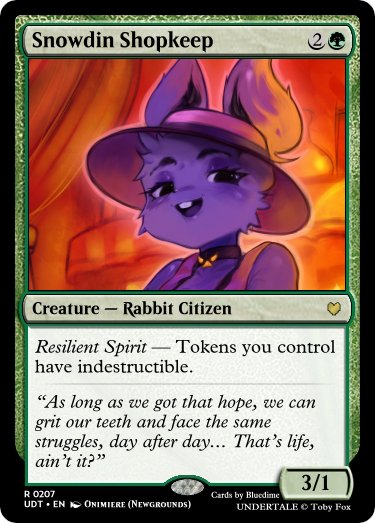 Snowdin Shopkeep 2
Creature — Rabbit Citizen
Resilient Spirit — Tokens you control
have indestructible.
“As long as we got that hope, we can
grit our teeth and face the same
struggles, day after day… That’s life,
ain’t it?”
3/1
R 0207
UDT • EN Onimiere (Newgrounds)
Cards by Bluedime
UNDERTALE © Toby Fox